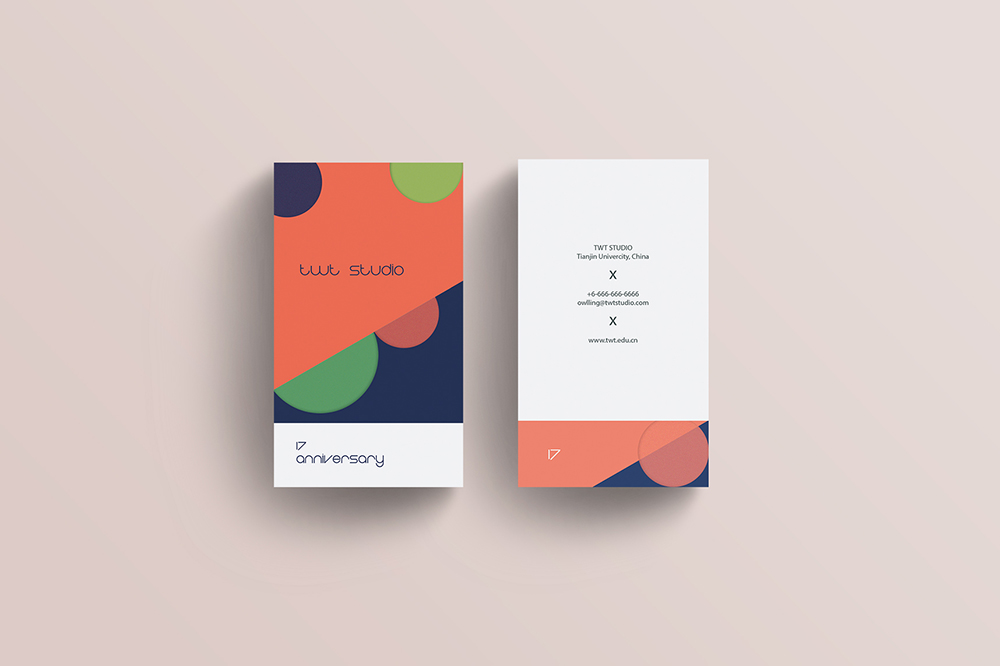 twt studio
17
anniversary
TWT STUDIO
Tianjin Univercity, China
X
+6-666-666-6666
owlling@twtstudio.com
X
www.twt.edu.cn
17